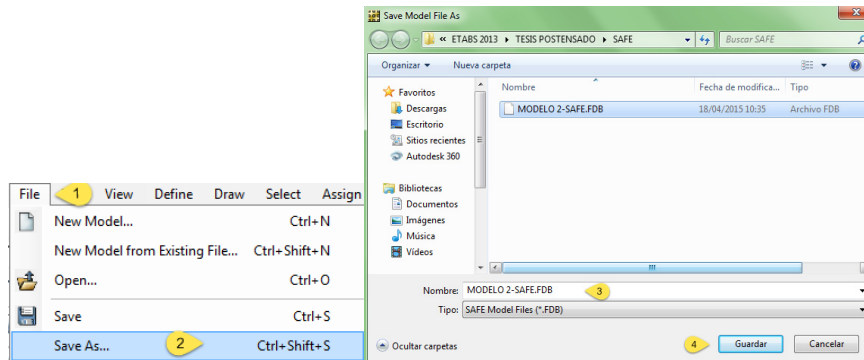 File 1 View Define Draw Select Assign
New Model... Ctrl+N
New Model from Existing File... Ctrl+Shift+N
Open... Ctrl+O
Save Ctrl+S
Save As... 2 Ctrl+Shift+S
Save Model File As
« ETABS 2013 TESIS POSTENSADO SAFE Buscar SAFE
Organizar Nueva carpeta
Nombre Fecha de modifica... Tipo
MODELO 2-SAFE.FDB 18/04/2015 10:35 Archivo FDB
Favoritos
Descargas
Escritorio
Sitios recientes
Autodesk 360
Bibliotecas
Documentos
Imágenes
Música
Vídeos
Nombre: MODELO 2-SAFE.FDB 3
Tipo: SAFE Model Files (*.FDB)
Ocultar carpetas 4 Guardar Cancelar